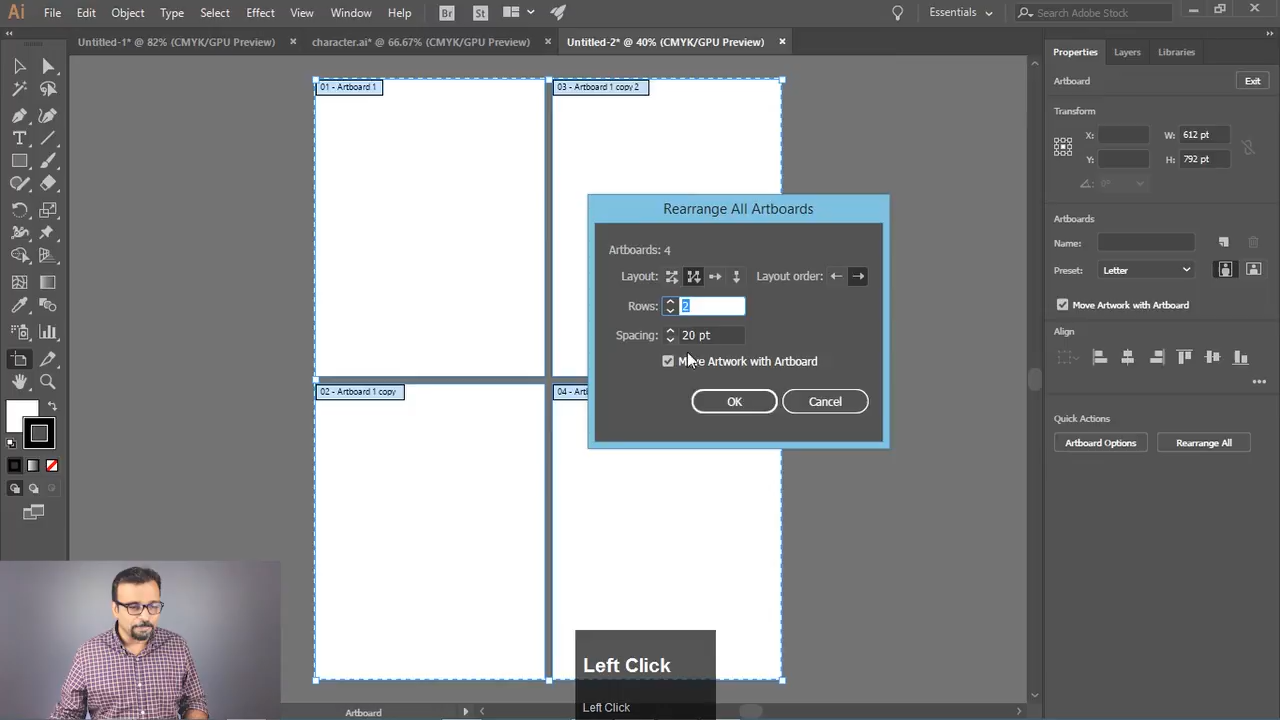 Ai File Edit Object Type Select Effect View Window Help Br St Essentials Search Adobe Stock
Untitled-1* @ 82% (CMYK/GPU Preview) × character.ai* @ 66.67% (CMYK/GPU Preview) × Untitled-2* @ 40% (CMYK/GPU Preview) ×
Properties Layers Libraries
Artboard Exit
Transform
X: W: 612 pt
Y: H: 792 pt
0°
Artboards
Name:
Preset: Letter
Move Artwork with Artboard
Align
Quick Actions
Artboard Options Rearrange All
01 - Artboard 1
03 - Artboard 1 copy 2
02 - Artboard 1 copy
Rearrange All Artboards
Artboards: 4
Layout: Layout order:
Rows: 2
Spacing: 20 pt
Move Artwork with Artboard
OK Cancel
Left Click
Left Click
Artboard